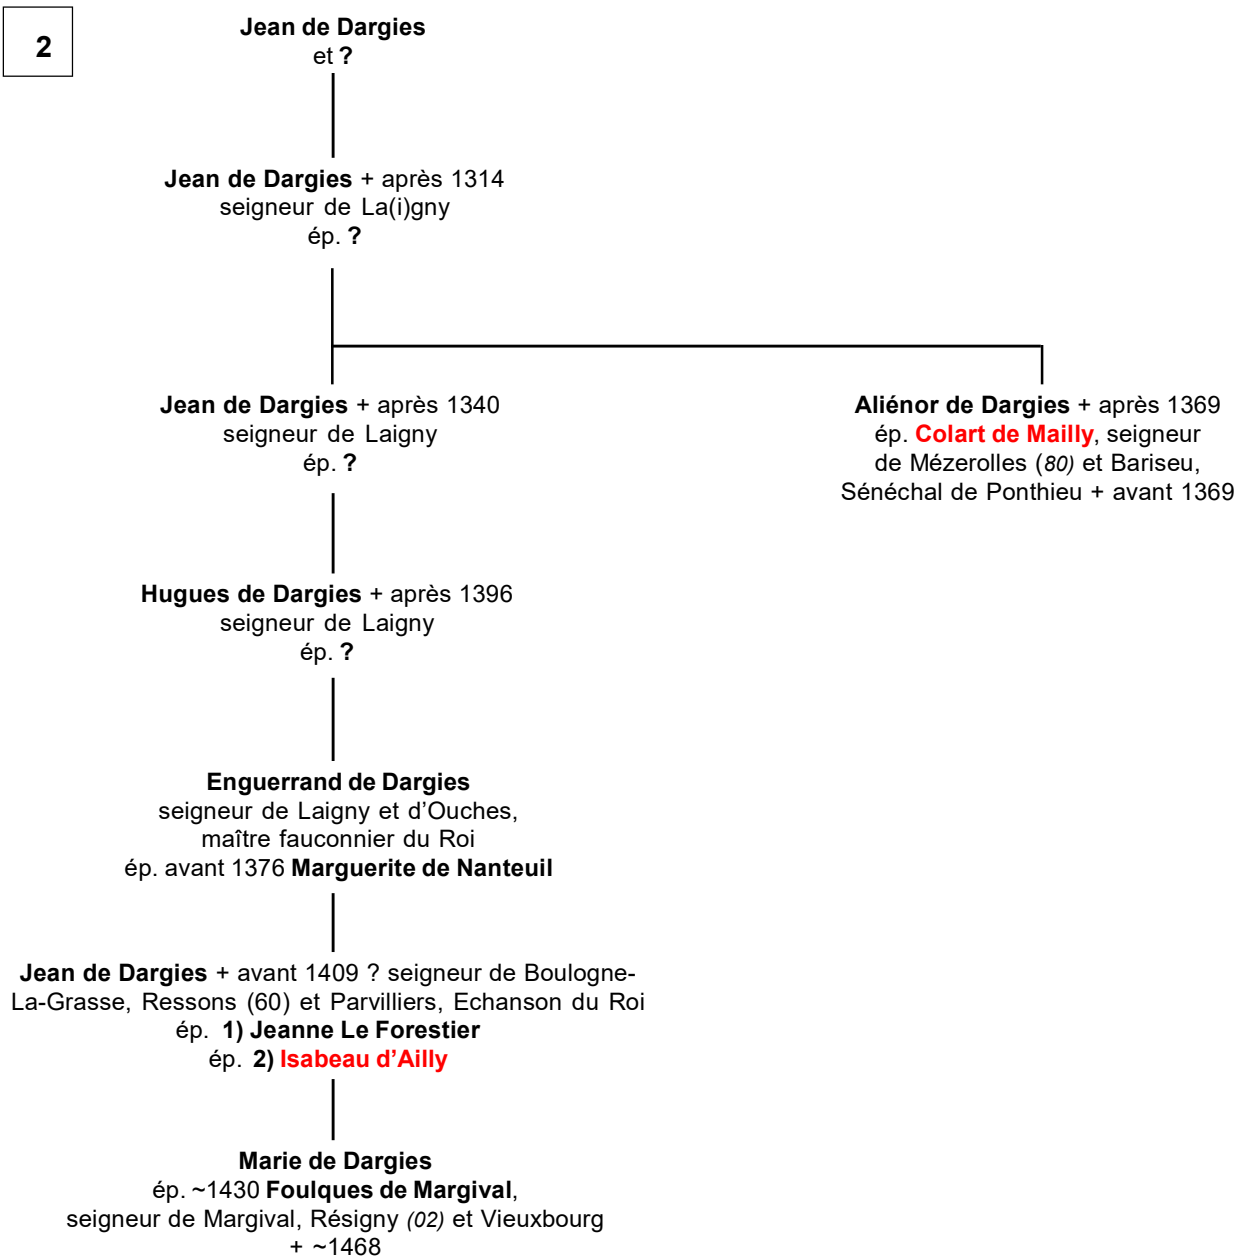 2
Jean de Dargies
et ?
Jean de Dargies + après 1314
seigneur de La(i)gny
ép. ?
Jean de Dargies + après 1340
seigneur de Laigny
ép. ?
Aliénor de Dargies + après 1369
ép. Colart de Mailly, seigneur
de Mézerolles (80) et Bariseu,
Sénéchal de Ponthieu + avant 1369
Hugues de Dargies + après 1396
seigneur de Laigny
ép. ?
Enguerrand de Dargies
seigneur de Laigny et d’Ouches,
maître fauconnier du Roi
ép. avant 1376 Marguerite de Nanteuil
Jean de Dargies + avant 1409 ? seigneur de Boulogne-
La-Grasse, Ressons (60) et Parvilliers, Echanson du Roi
ép. 1) Jeanne Le Forestier
ép. 2) Isabeau d’Ailly
Marie de Dargies
ép. ~1430 Foulques de Margival,
seigneur de Margival, Résigny (02) et Vieuxbourg
+ ~1468